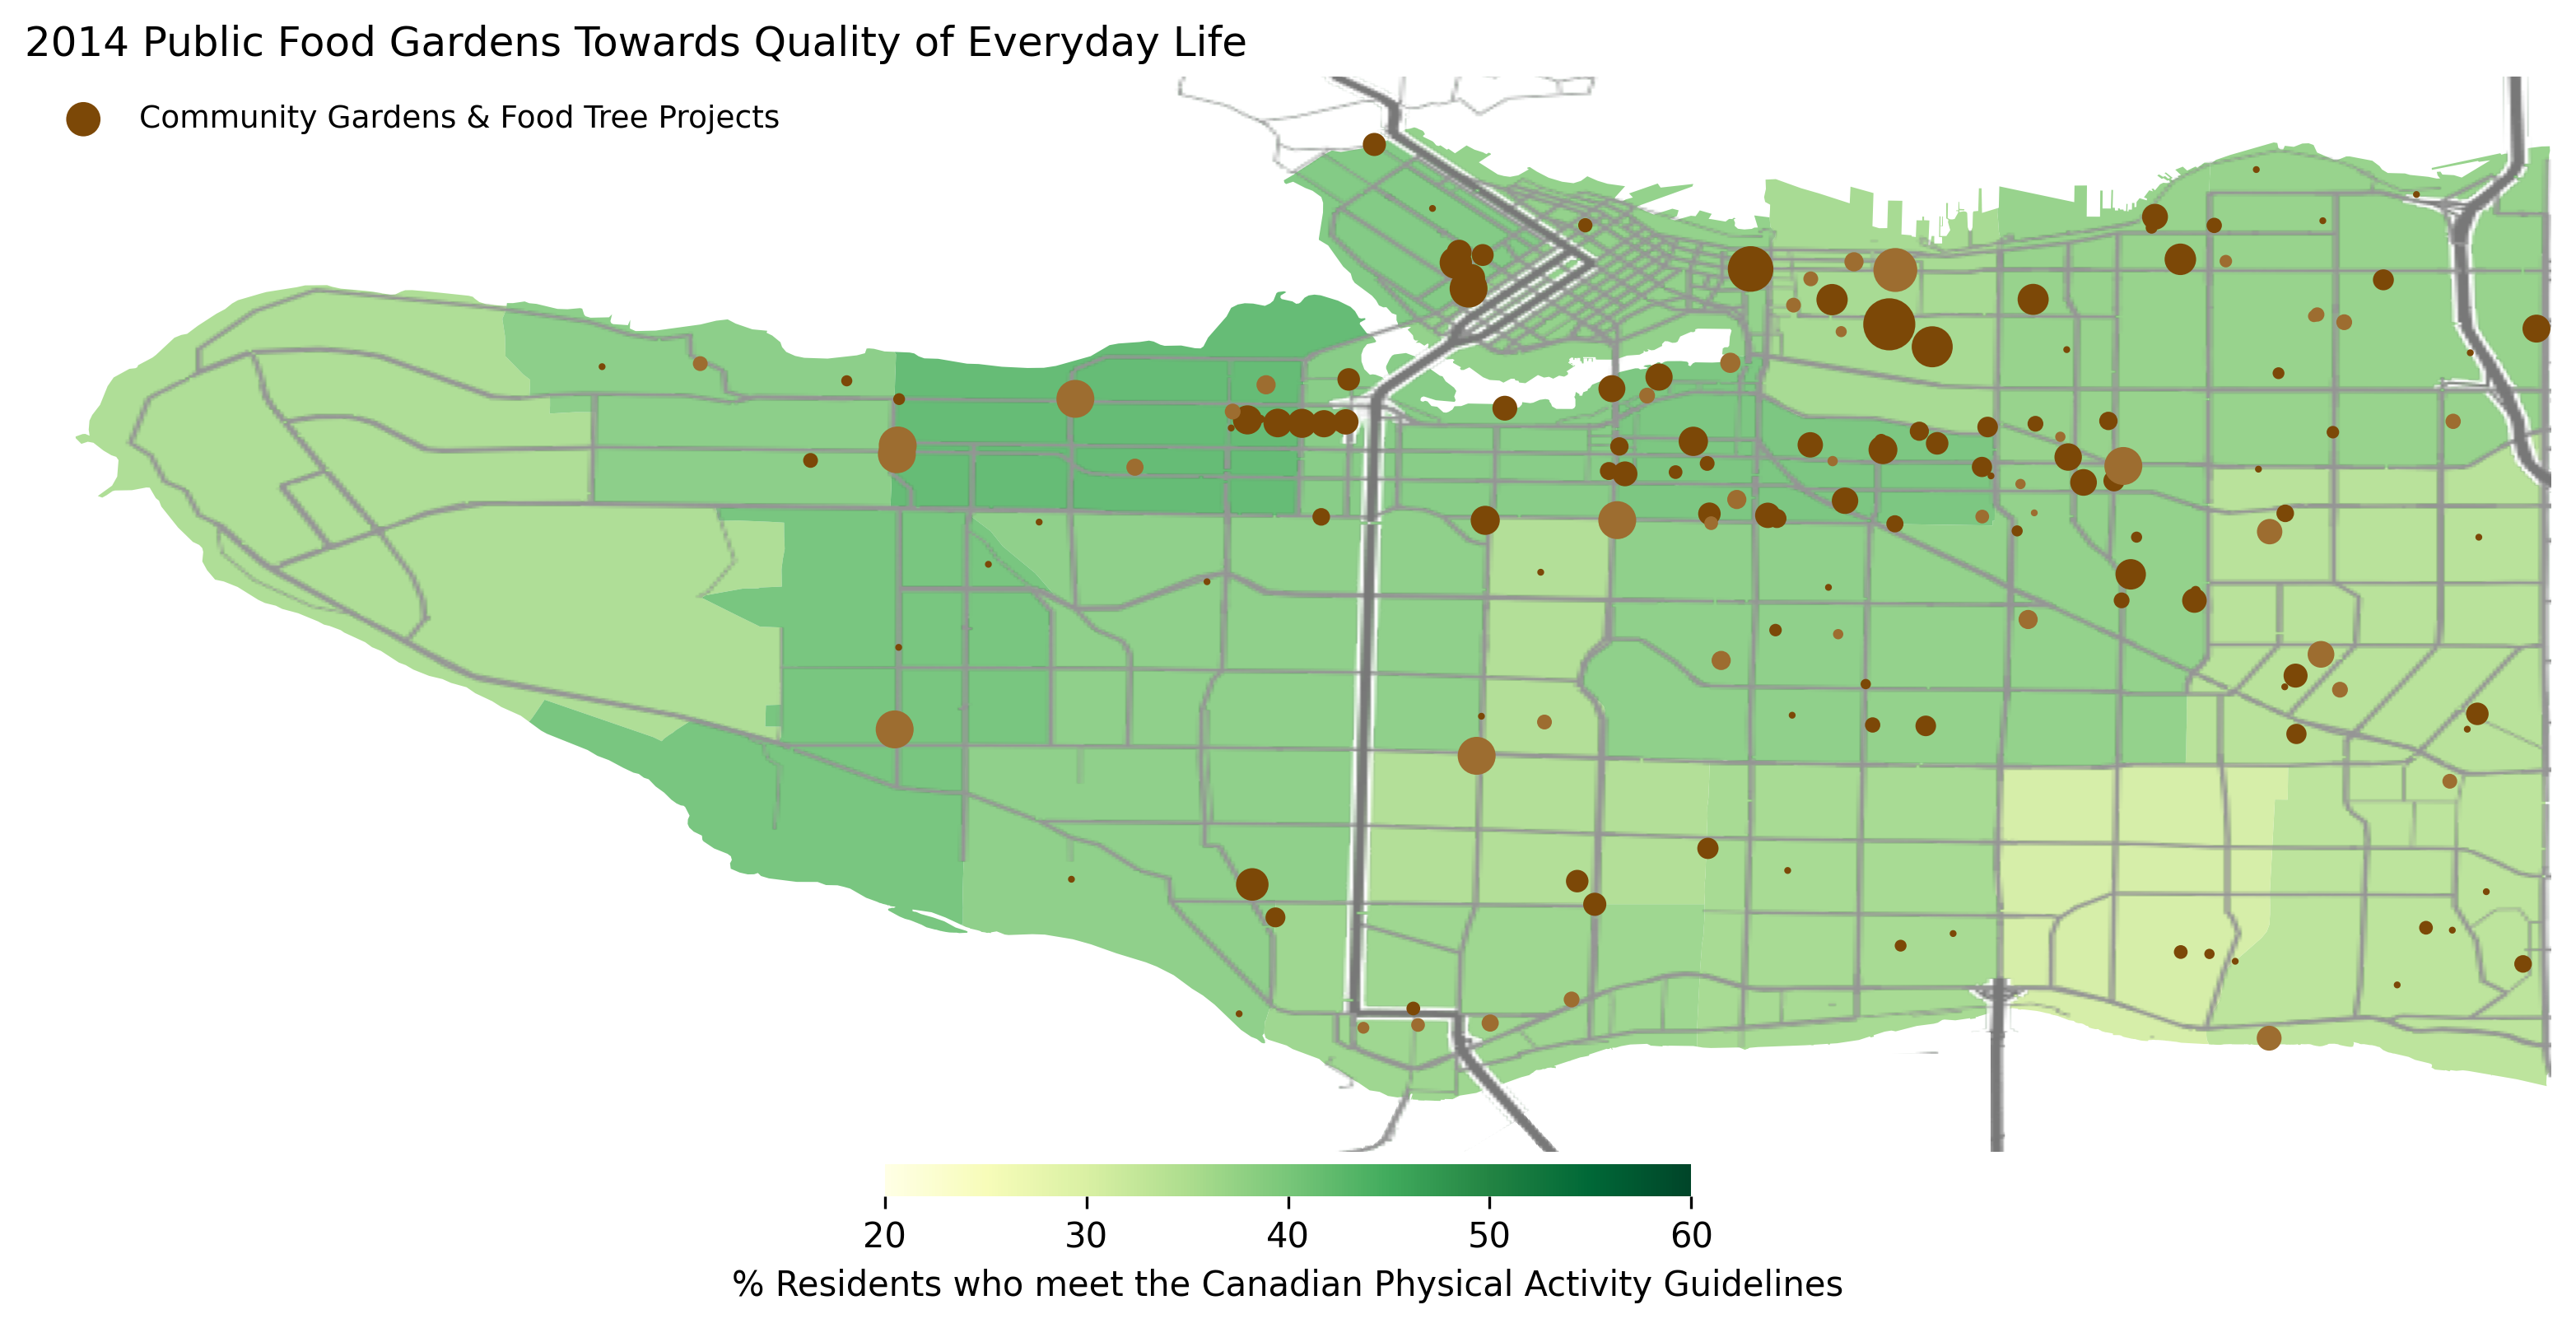 2014 Public Food Gardens Towards Quality of Everyday Life
Community Gardens & Food Tree Projects
20 30 40 50 60
% Residents who meet the Canadian Physical Activity Guidelines